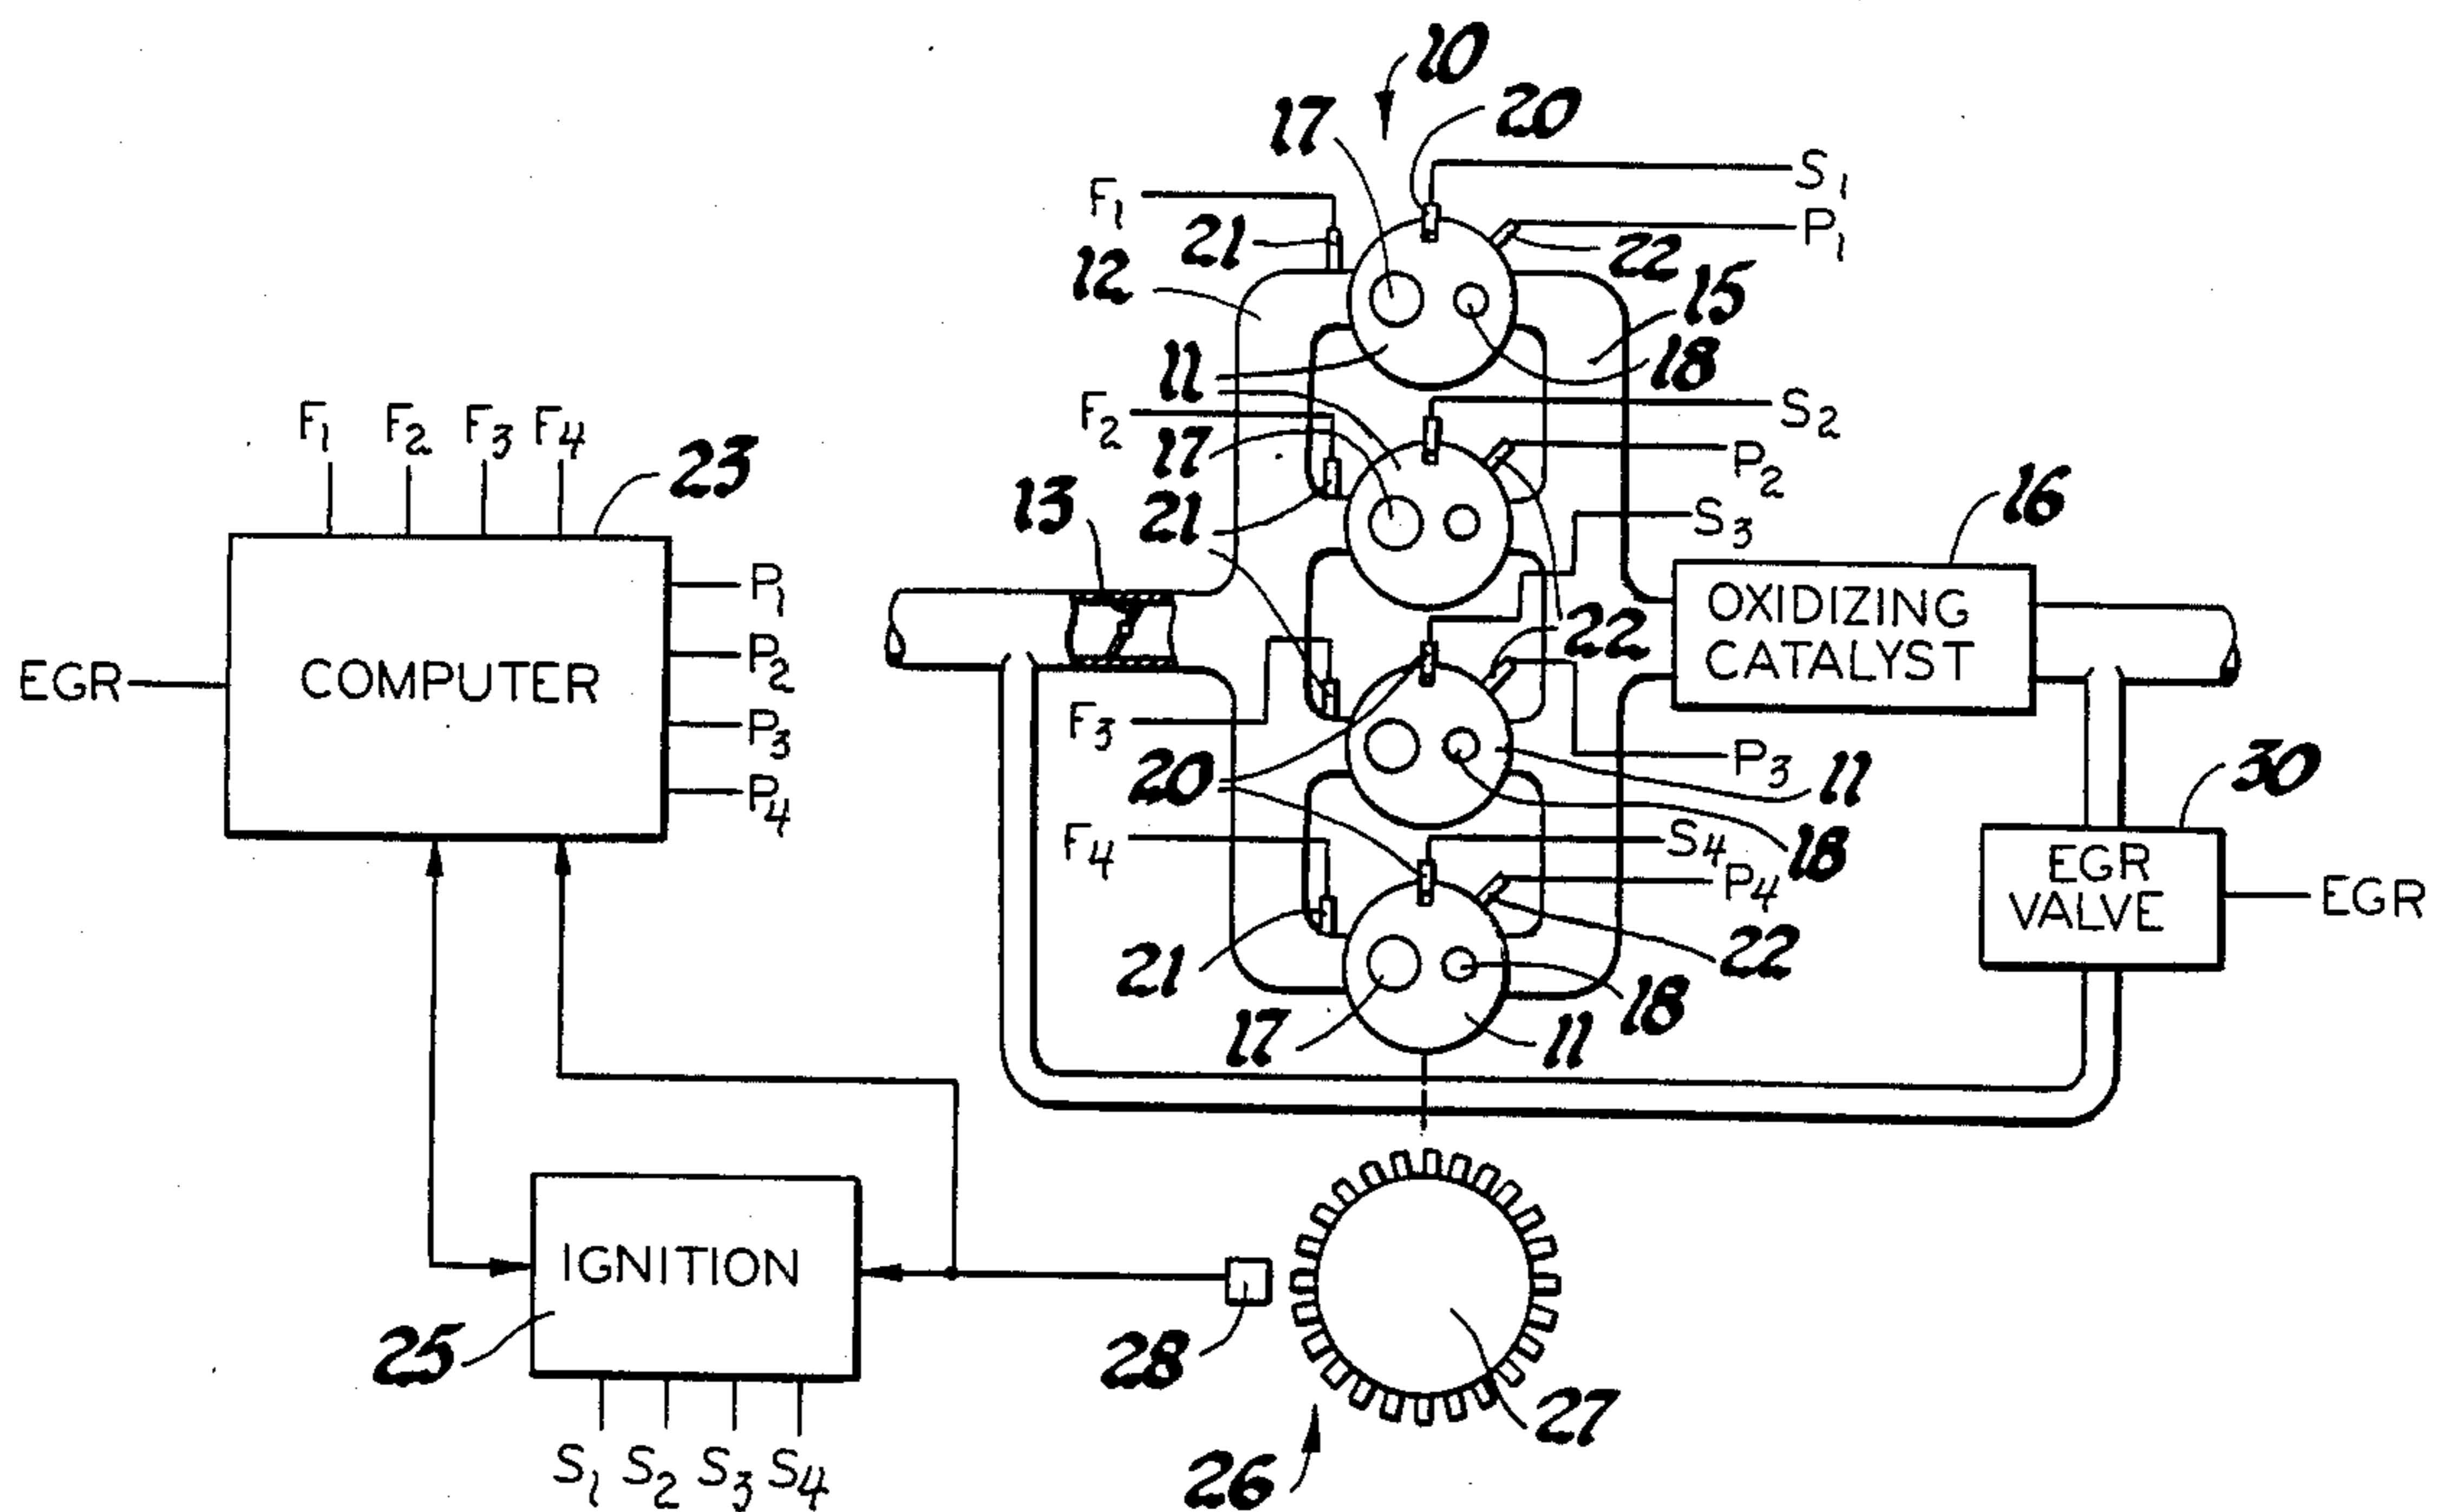 10
17
20
S1
F1
P1
21
22
12
15
11
18
F2
S2
17
P2
F1 F2 F3 F4
23
13
21
16
S3
P1
OXIDIZING
CATALYST
22
P2
EGR
COMPUTER
F3
P3
20
P3
11
30
P4
F4
S4
18
EGR
VALVE
P4
EGR
21
22
17
11
18
IGNITION
25
28
27
26
S1 S2 S3 S4